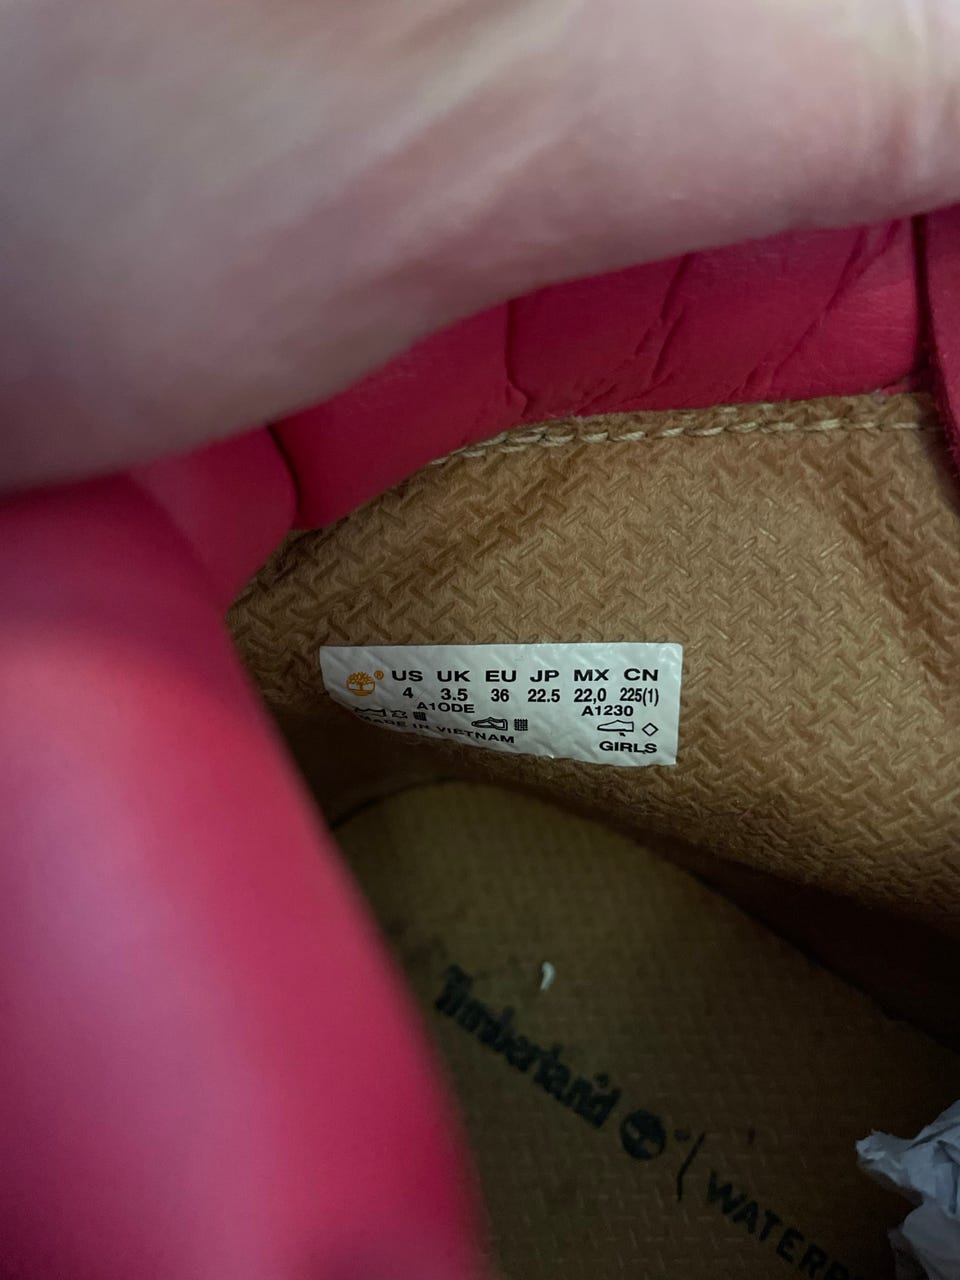 ® US UK EU JP MX CN
4 3.5 36 22.5 22,0 225(1)
A1ODE A1230
MADE IN VIETNAM
GIRLS
Timberland